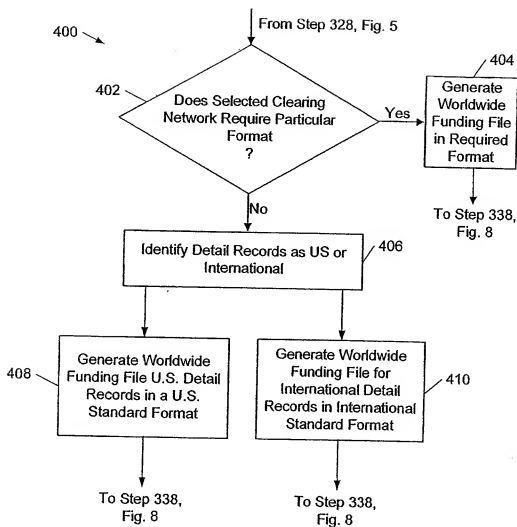 From Step 328, Fig. 5
400
402
Does Selected Clearing
Network Require Particular
Format
?
Yes
404
Generate
Worldwide
Funding File
in Required
Format
To Step 338,
Fig. 8
No
Identify Detail Records as US or
International
406
408
Generate Worldwide
Funding File U.S. Detail
Records in a U.S.
Standard Format
Generate Worldwide
Funding File for
International Detail
Records in International
Standard Format
410
To Step 338,
Fig. 8
To Step 338,
Fig. 8